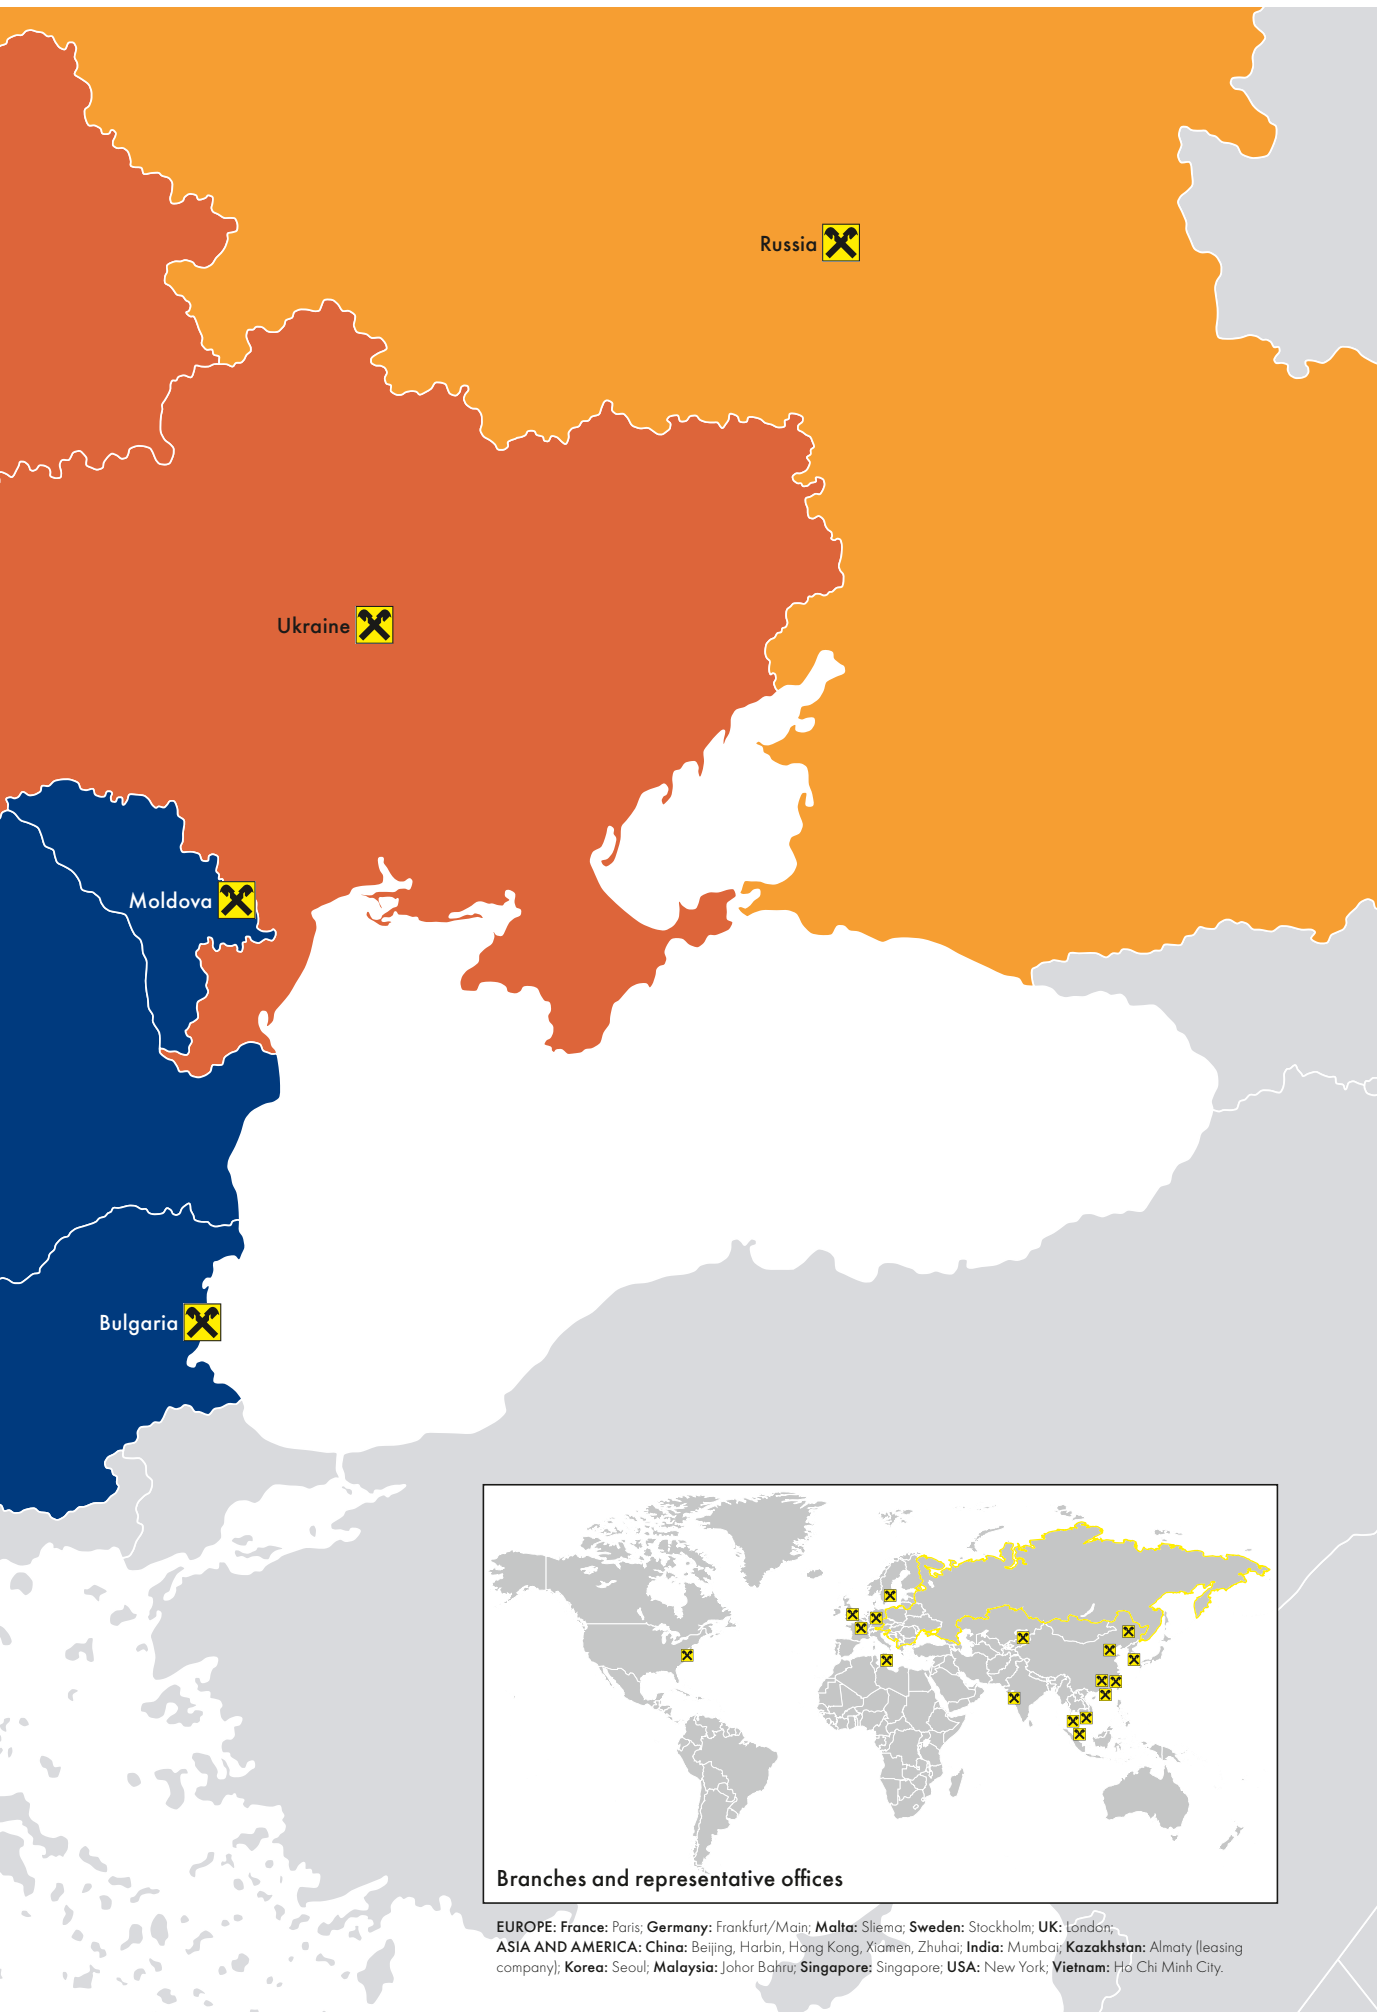 Russia
Ukraine
Moldova
Bulgaria
Branches and representative offices
EUROPE: France: Paris; Germany: Frankfurt/Main; Malta: Sliema; Sweden: Stockholm; UK: London;
ASIA AND AMERICA: China: Beijing, Harbin, Hong Kong, Xiamen, Zhuhai; India: Mumbai; Kazakhstan: Almaty (leasing
company); Korea: Seoul; Malaysia: Johor Bahru; Singapore: Singapore; USA: New York; Vietnam: Ho Chi Minh City.